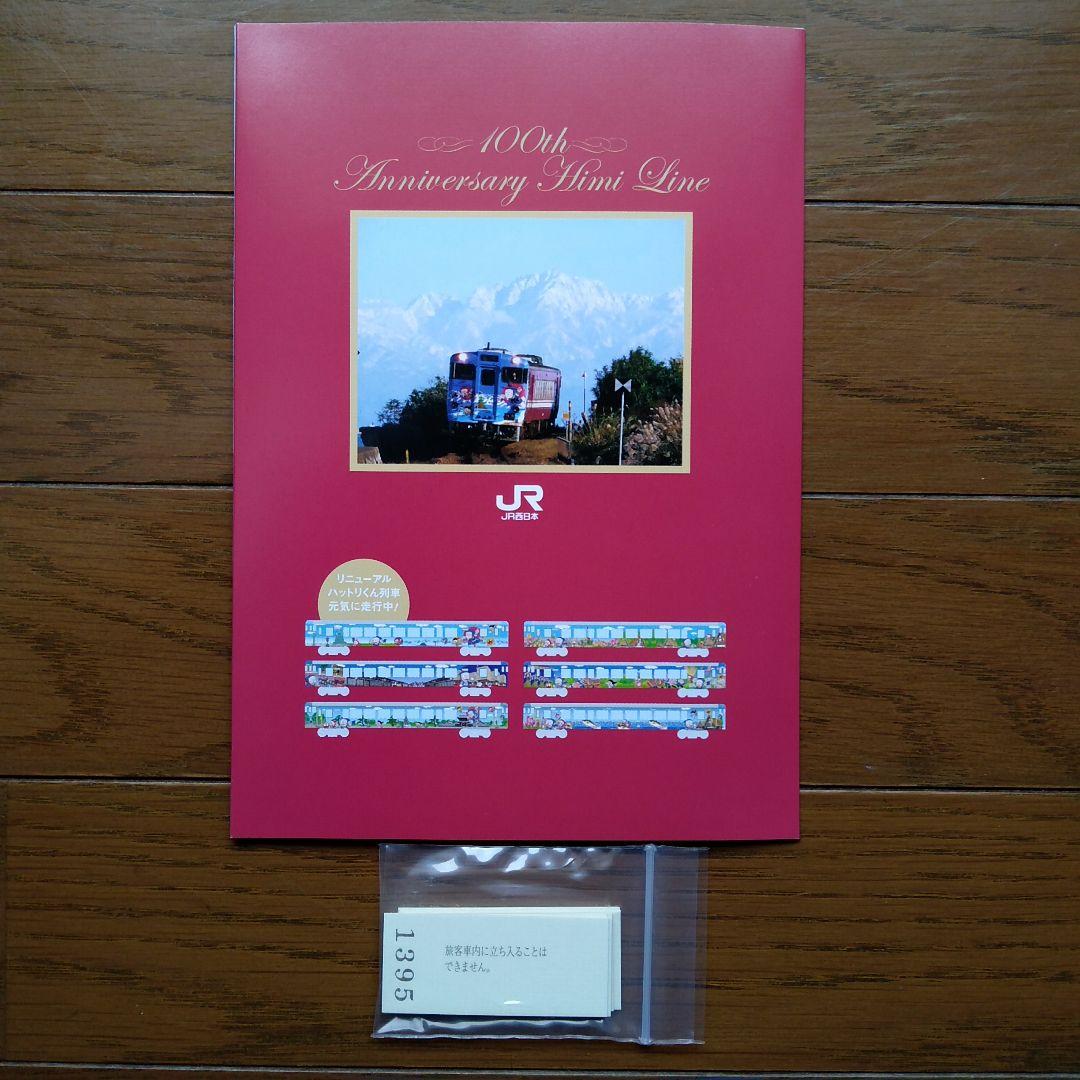 100th
Anniversary Himi Line
JR
JR西日本
リニューアル
ハットリくん列車
元気に走行中!
1395
旅客車内に立ち入ることは
できません。